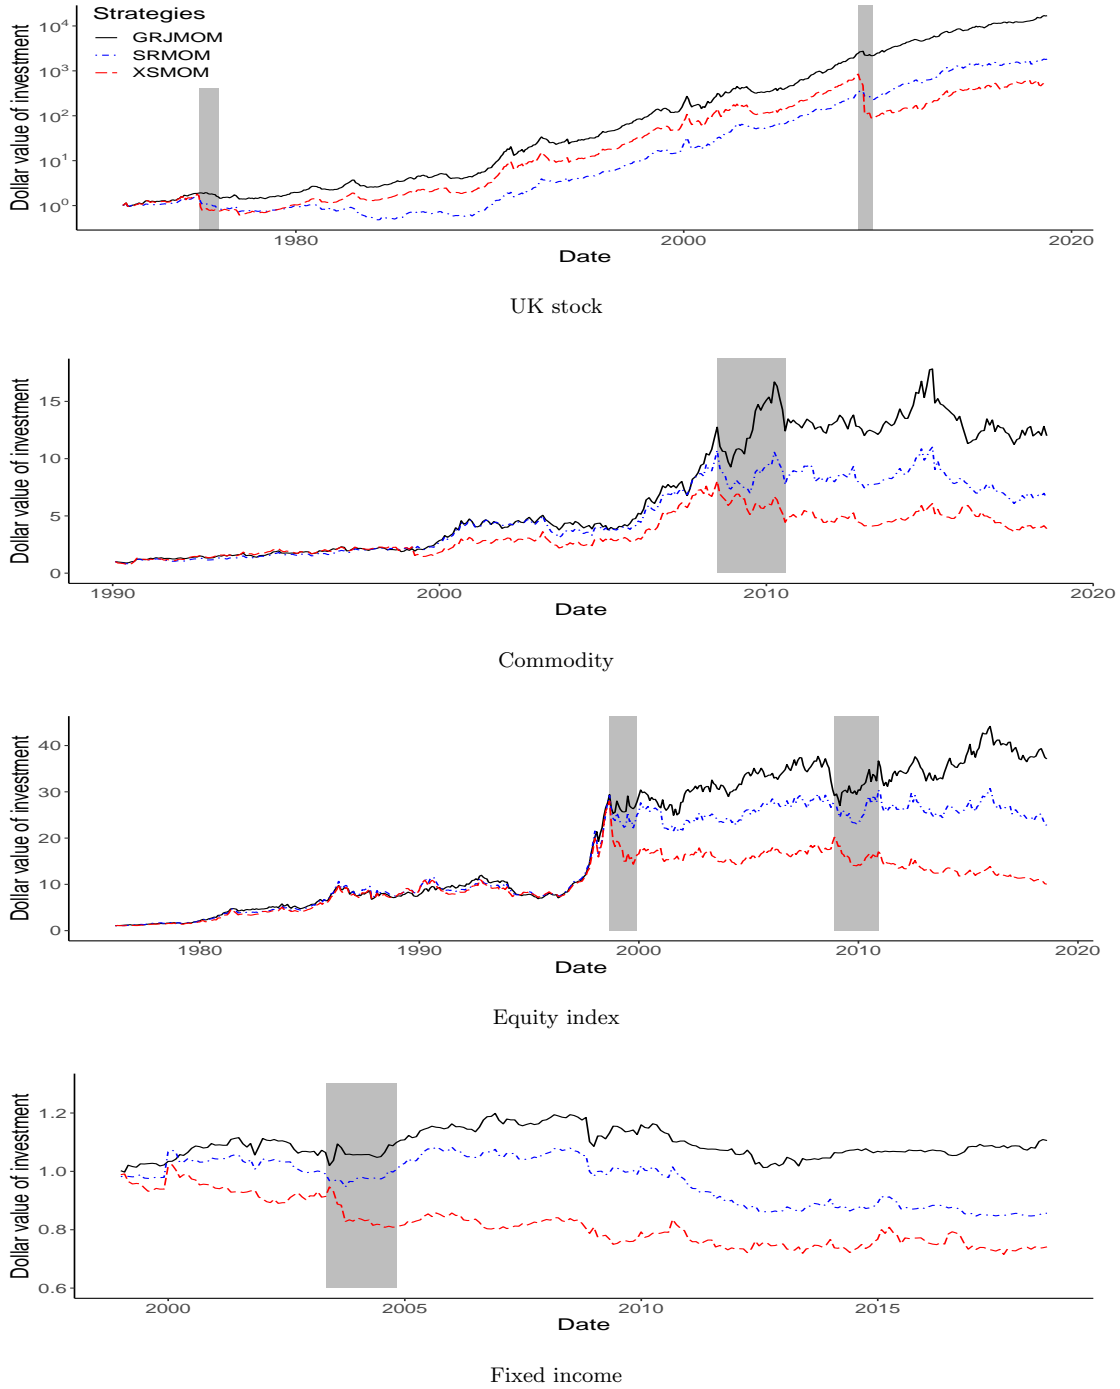 Strategies
GRJMOM
SRMOM
XSMOM
Dollar value of investment
10⁴
10³
10²
10¹
10⁰
1980
2000
2020
Date
UK stock
Dollar value of investment
15
10
5
0
1990
2000
2010
2020
Date
Commodity
Dollar value of investment
40
30
20
10
0
1980
1990
2000
2010
2020
Date
Equity index
Dollar value of investment
1.2
1.0
0.8
0.6
2000
2005
2010
2015
Date
Fixed income